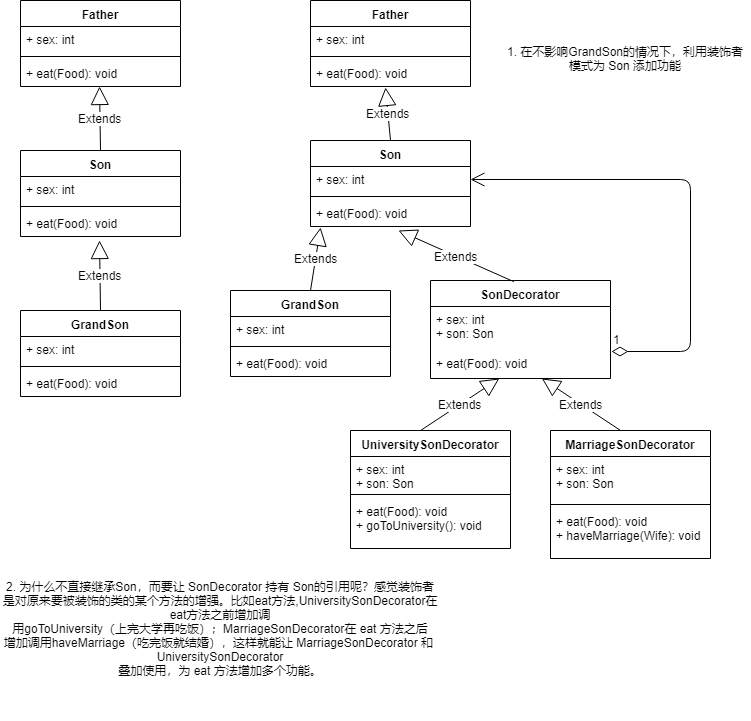 Father
+ sex: int
+ eat(Food): void
Extends
Son
+ sex: int
+ eat(Food): void
Extends
GrandSon
+ sex: int
+ eat(Food): void
Father
+ sex: int
+ eat(Food): void
Extends
Son
+ sex: int
+ eat(Food): void
Extends
Extends
GrandSon
+ sex: int
+ eat(Food): void
SonDecorator
+ sex: int
+ son: Son
+ eat(Food): void
1
Extends
Extends
UniversitySonDecorator
+ sex: int
+ son: Son
+ eat(Food): void
+ goToUniversity(): void
MarriageSonDecorator
+ sex: int
+ son: Son
+ eat(Food): void
+ haveMarriage(Wife): void
1. 在不影响GrandSon的情况下，利用装饰者
模式为 Son 添加功能
2. 为什么不直接继承Son，而要让 SonDecorator 持有 Son的引用呢？感觉装饰者
是对原来要被装饰的类的某个方法的增强。比如eat方法,UniversitySonDecorator在
eat方法之前增加调
用goToUniversity（上完大学再吃饭）；MarriageSonDecorator在 eat 方法之后
增加调用haveMarriage（吃完饭就结婚），这样就能让 MarriageSonDecorator 和
UniversitySonDecorator
叠加使用，为 eat 方法增加多个功能。